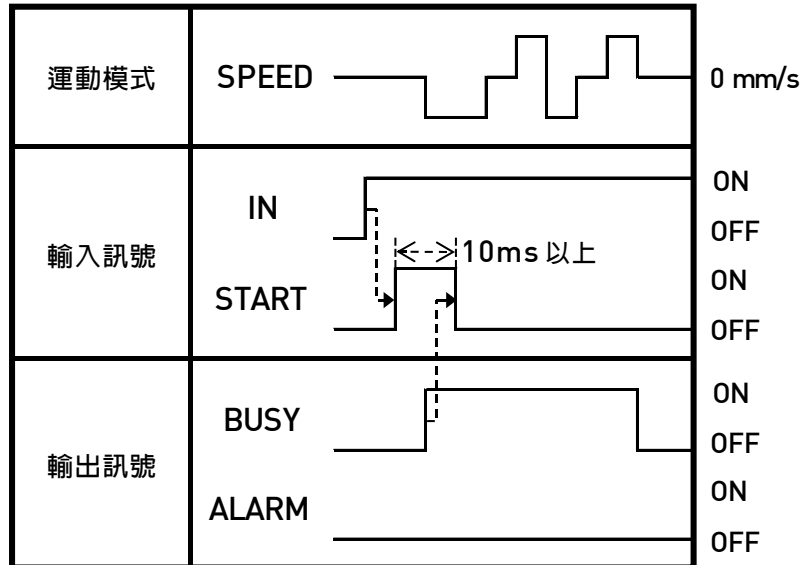 運動模式 SPEED 0 mm/s
輸入訊號
IN ON
OFF
10ms 以上
START ON
OFF
輸出訊號
BUSY ON
OFF
ALARM ON
OFF